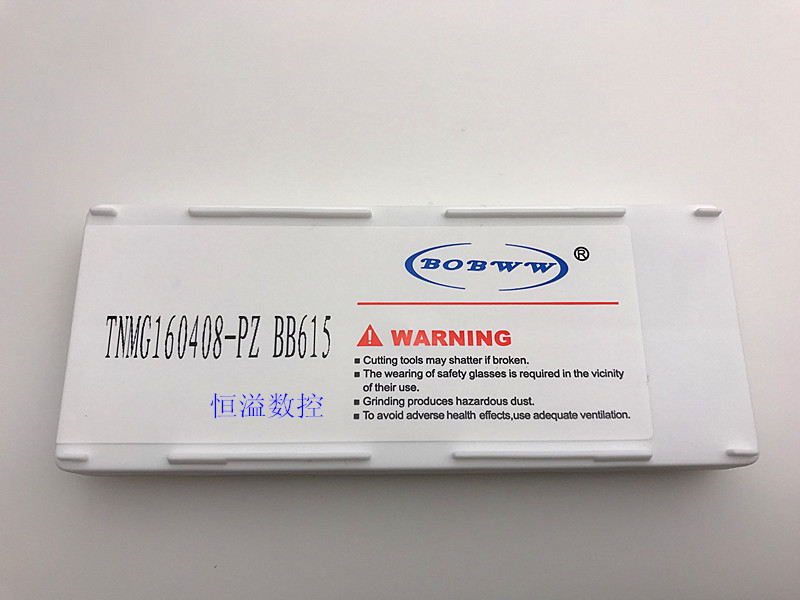 BOBWW®
TNMG160408-PZ BB615
WARNING
Cutting tools may shatter if broken.
The wearing of safety glasses is required in the vicinity
of their use.
Grinding produces hazardous dust.
To avoid adverse health effects,use adequate ventilation.
恒溢数控